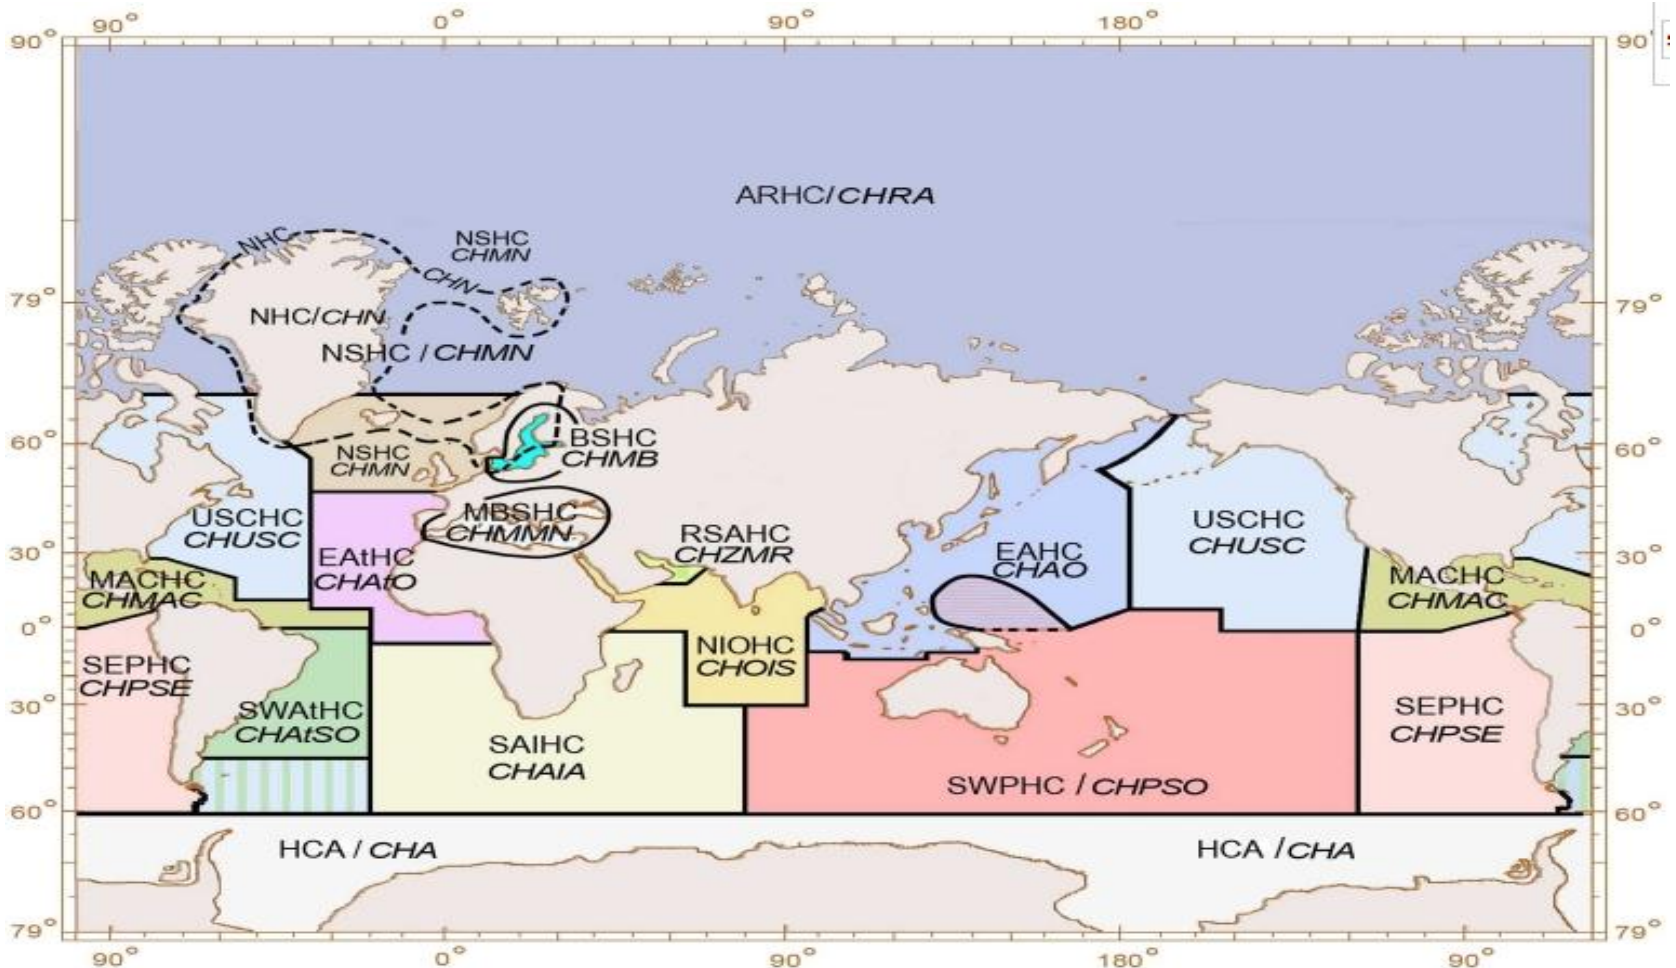 90° 0° 90° 180°
90° 90°
ARHC/CHRA
NHC
NSHC
CHMN
CHN
79° 79°
NHC/CHN
NSHC / CHMN
60° 60°
NSHC
CHMN
BSHC
CHMB
MBSHC
CHMMN
USCHC
CHUSC
RSAHC
CHZMR
USCHC
CHUSC
30° 30°
EAtHC
CHAtO
EAHC
CHAO
MACHC
CHMAC
MACHC
CHMAC
0° 0°
SEPHC
CHPSE
NIOHC
CHOIS
30° 30°
SWAtHC
CHAtSO
SEPHC
CHPSE
SAIHC
CHAIA
SWPHC / CHPSO
60° 60°
HCA / CHA
HCA / CHA
79° 79°
90° 0° 90° 180° 90°